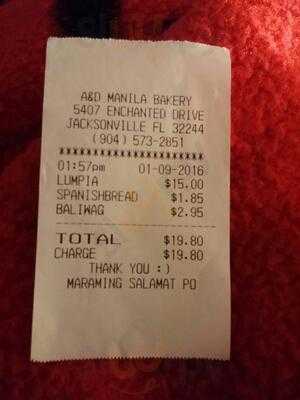 A&D MANILA BAKERY
5407 ENCHANTED DRIVE
JACKSONVILLE FL 32244
(904) 573-2851
01:57pm 01-09-2016
LUMPIA $15.00
SPANISHBREAD $1.85
BALIWAG $2.95
TOTAL $19.80
CHARGE $19.80
THANK YOU :)
MARAMING SALAMAT PO